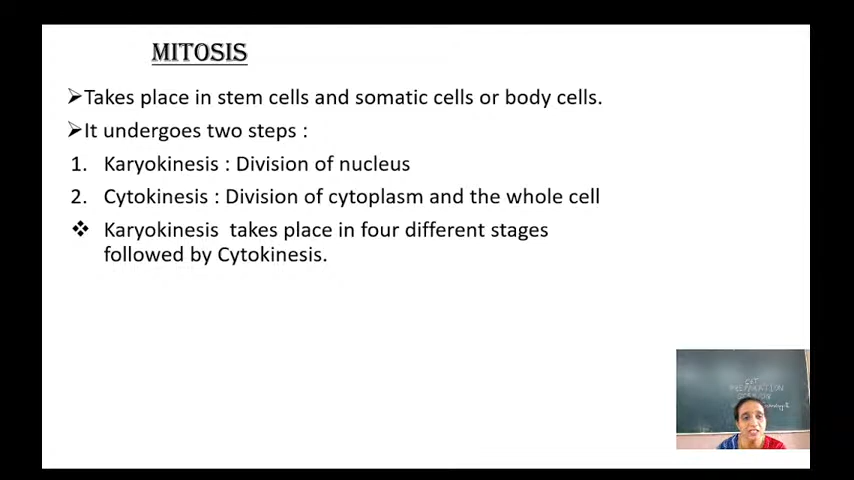 MITOSIS
➢Takes place in stem cells and somatic cells or body cells.
➢It undergoes two steps :
1. Karyokinesis : Division of nucleus
2. Cytokinesis : Division of cytoplasm and the whole cell
❖ Karyokinesis takes place in four different stages
followed by Cytokinesis.
CET